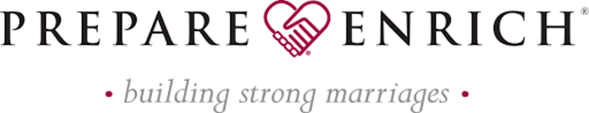 PREPARE ENRICH®
• building strong marriages •